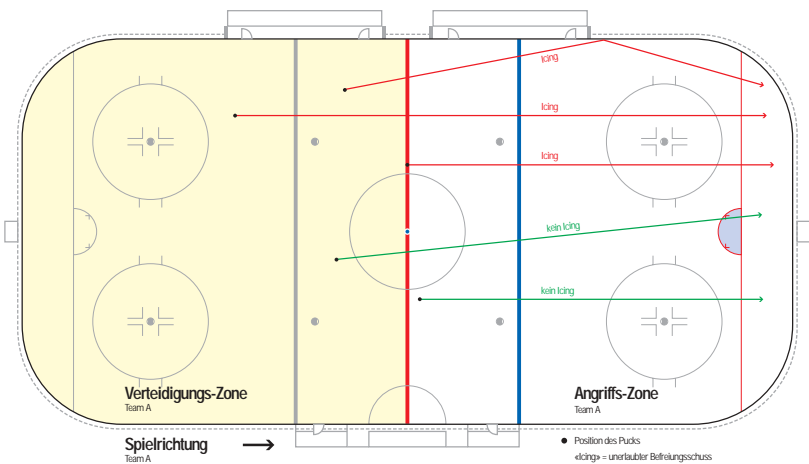 Icing
Icing
Icing
kein Icing
kein Icing
Verteidigungs-Zone
Team A
Angriffs-Zone
Team A
Spielrichtung
Team A
Position des Pucks
«Icing» = unerlaubter Befreiungsschuss